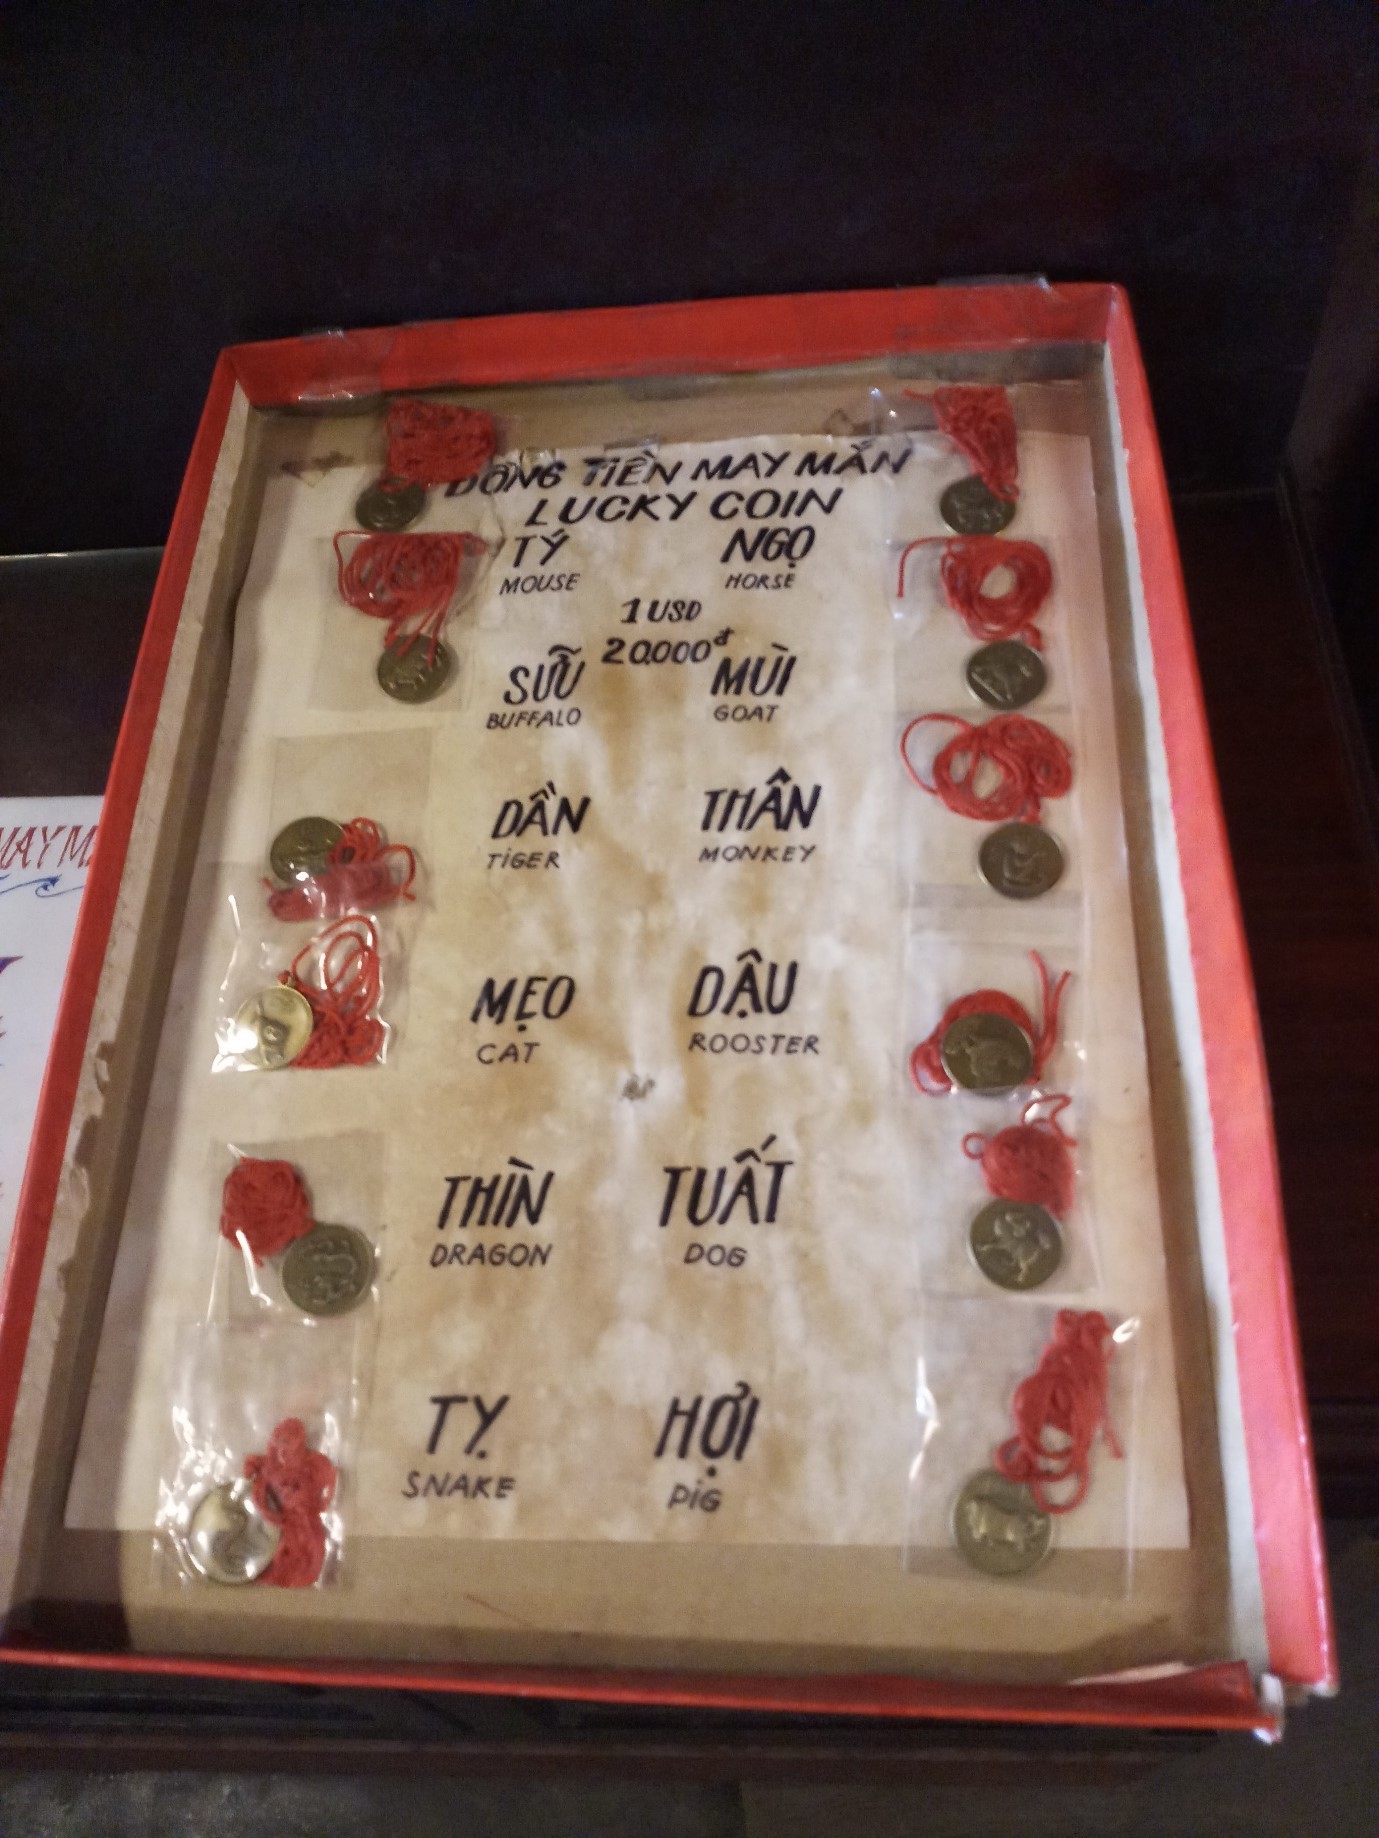 ĐỒNG TIỀN MAY MẮN
LUCKY COIN
TÝ NGỌ
MOUSE HORSE
1 USD
20.000đ
SỮU MÙI
BUFFALO GOAT
DẦN THÂN
TIGER MONKEY
MẸO DẬU
CAT ROOSTER
THÌN TUẤT
DRAGON DOG
TỴ HỢI
SNAKE PIG
MAY